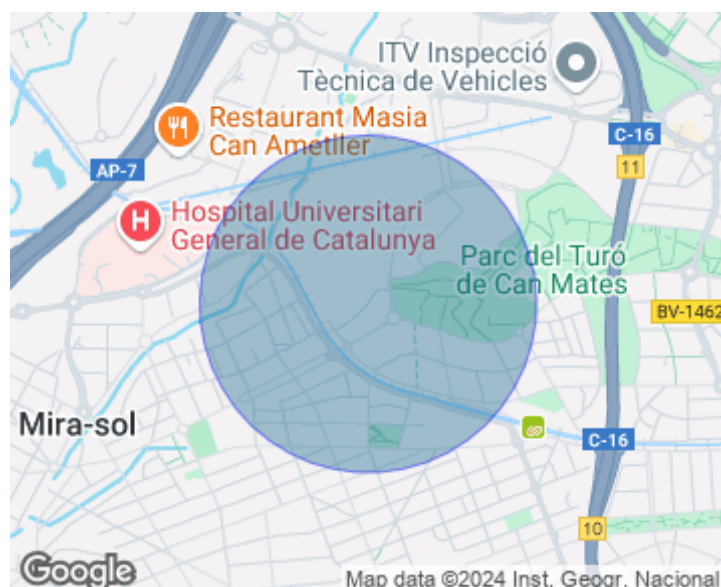 ITV Inspecció
Tècnica de Vehicles
Restaurant Masia
Can Ametller
C-16
11
AP-7
H
Hospital Universitari
General de Catalunya
Parc del Turó
de Can Mates
BV-1462
Mira-sol
C-16
10
Google
Map data ©2024 Inst. Geogr. Nacional